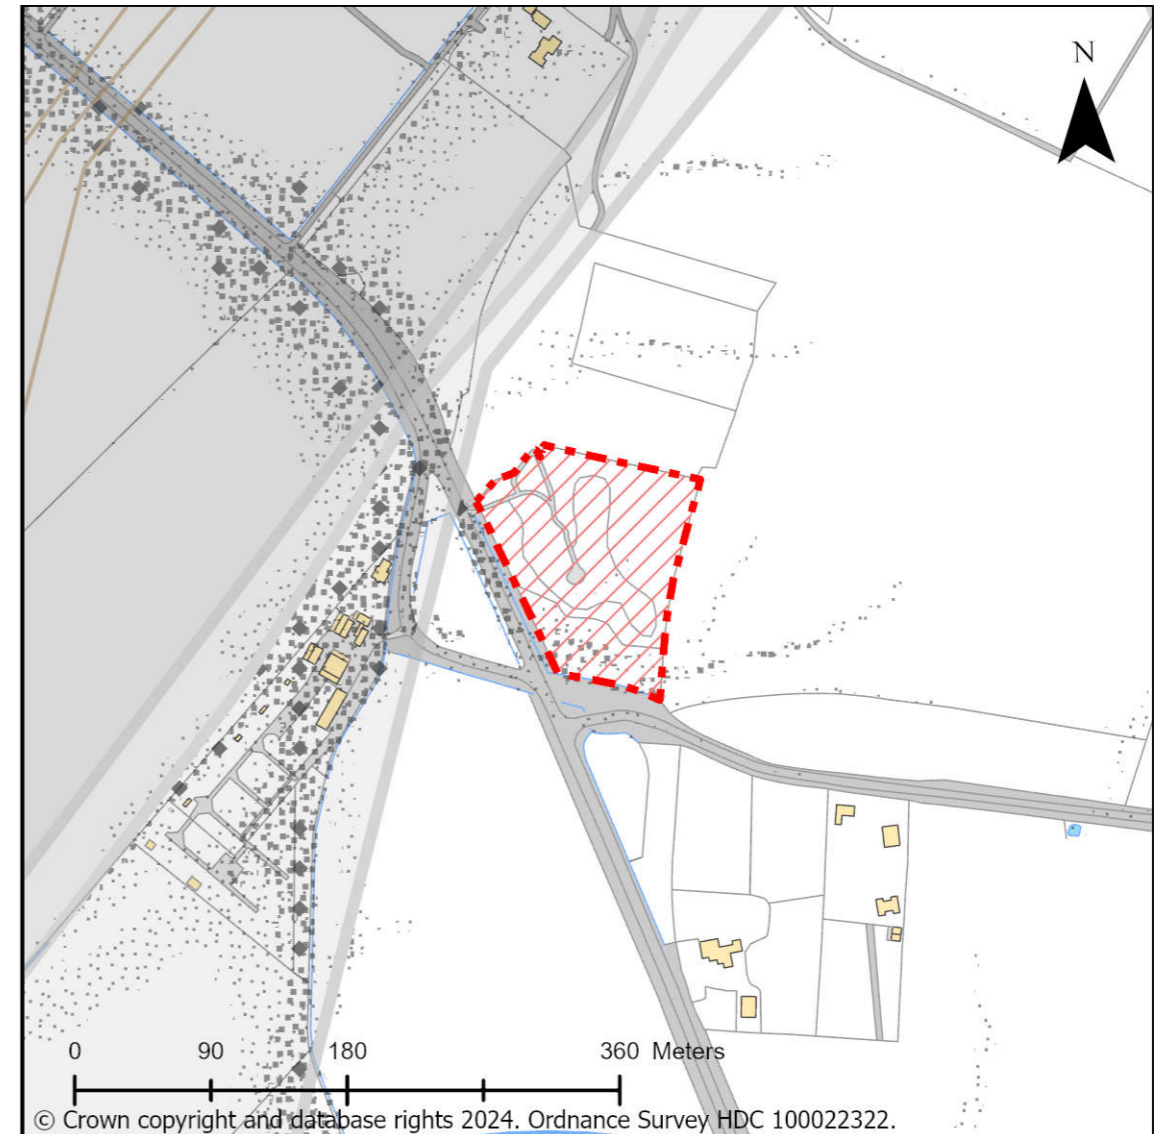 N
0 90 180 360 Meters
© Crown copyright and database rights 2024. Ordnance Survey HDC 100022322.